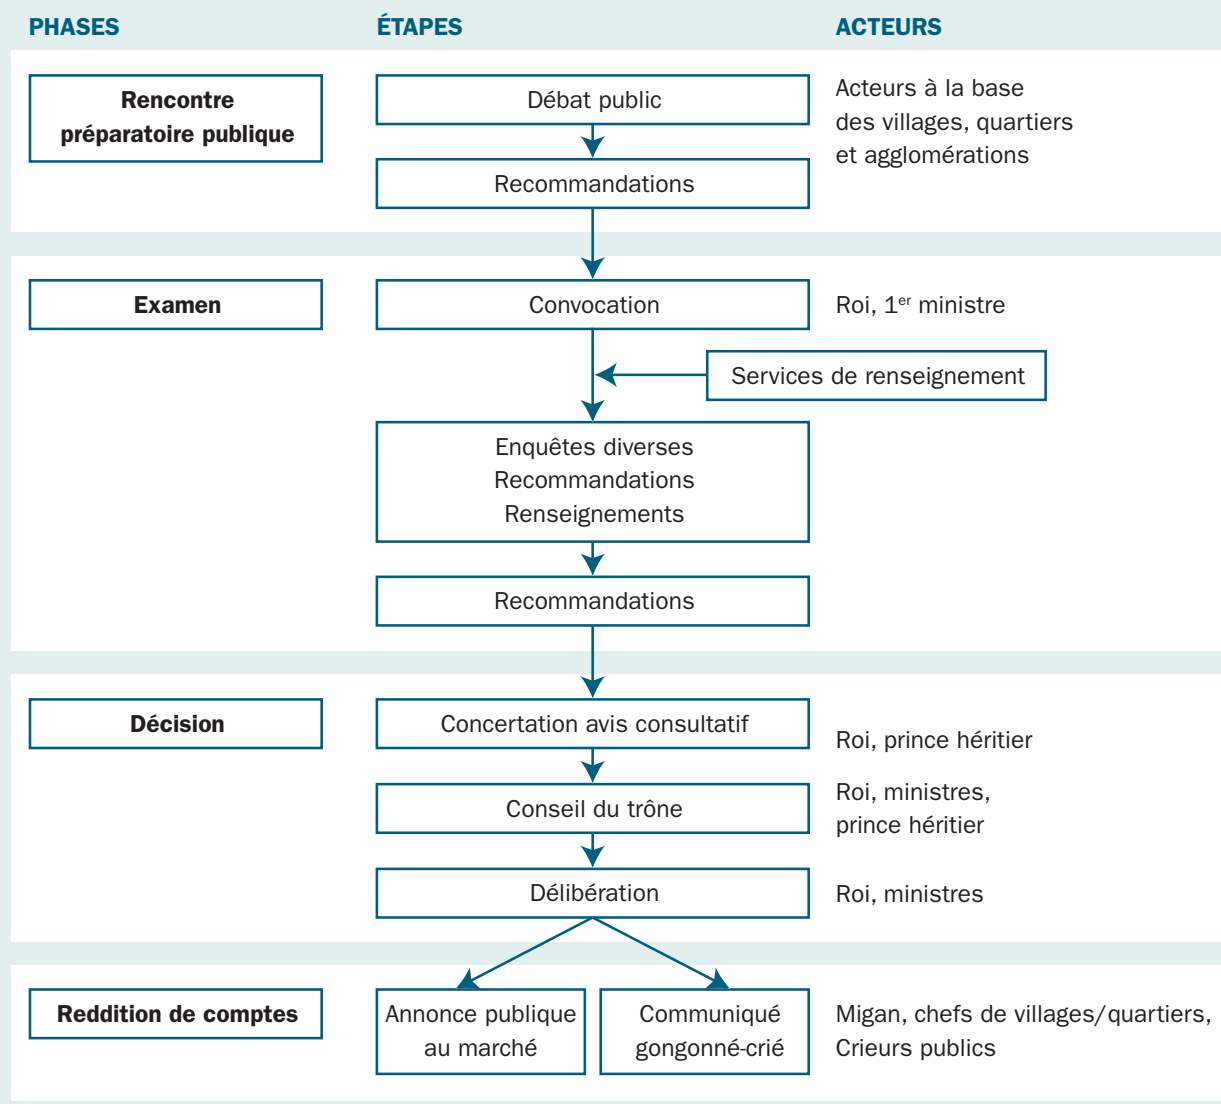 PHASES
ÉTAPES
ACTEURS
Rencontre
préparatoire publique
Débat public
Recommandations
Acteurs à la base
des villages, quartiers
et agglomérations
Examen
Convocation
Roi, 1er ministre
Services de renseignement
Enquêtes diverses
Recommandations
Renseignements
Recommandations
Décision
Concertation avis consultatif
Roi, prince héritier
Conseil du trône
Roi, ministres,
prince héritier
Délibération
Roi, ministres
Reddition de comptes
Annonce publique
au marché
Communiqué
gongonné-crié
Migan, chefs de villages/quartiers,
Crieurs publics